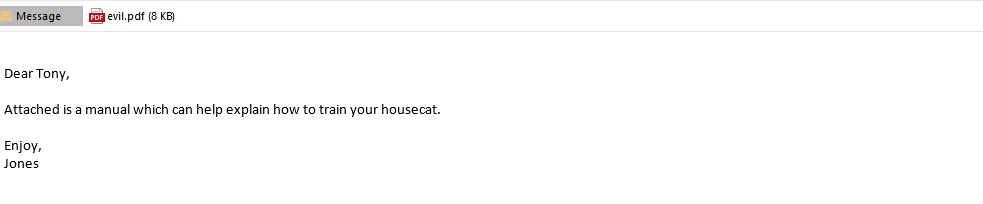 Message
PDF evil.pdf (8 KB)
Dear Tony,
Attached is a manual which can help explain how to train your housecat.
Enjoy,
Jones